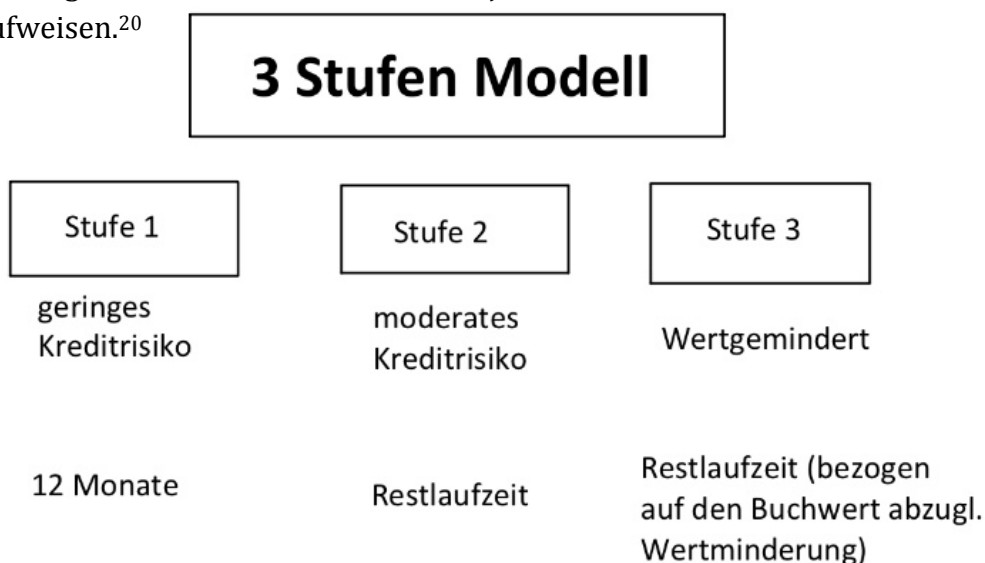 ufweisen.20
3 Stufen Modell
Stufe 1
Stufe 2
Stufe 3
geringes
Kreditrisiko
moderates
Kreditrisiko
Wertgemindert
12 Monate
Restlaufzeit
Restlaufzeit (bezogen
auf den Buchwert abzugl.
Wertminderung)